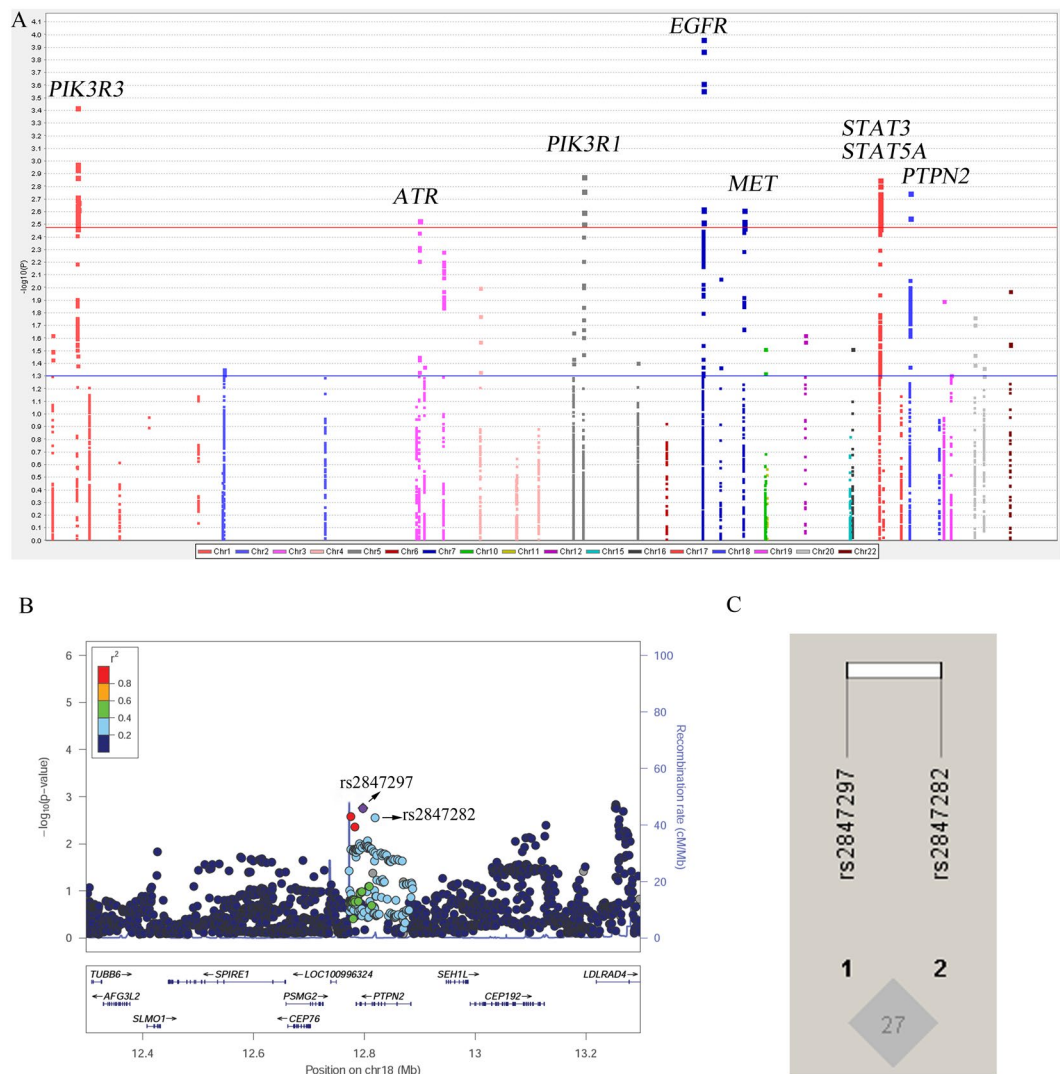 A
EGFR
PIK3R3
STAT3
PIK3R1
STAT5A
PTPN2
MET
ATR
-log10(P)
4.1
4.0
3.9
3.8
3.7
3.6
3.5
3.4
3.3
3.2
3.1
3.0
2.9
2.8
2.7
2.6
2.5
2.4
2.3
2.2
2.1
2.0
1.9
1.8
1.7
1.6
1.5
1.4
1.3
1.2
1.1
1.0
0.9
0.8
0.7
0.6
0.5
0.4
0.3
0.2
0.1
0.0
Chr1 Chr2 Chr3 Chr4 Chr5 Chr6 Chr7 Chr10 Chr11 Chr12 Chr15 Chr16 Chr17 Chr18 Chr19 Chr20 Chr22
B
r²
0.8
0.6
0.4
0.2
−log₁₀(p−value)
6
5
4
3
2
1
0
rs2847297
rs2847282
Recombination rate (cM/Mb)
100
80
60
40
20
0
TUBB6→ ←SPIRE1 ←LOC100996324 SEH1L→ LDLRAD4→
←AFG3L2 PSMG2→ ←PTPN2 CEP192→
SLMO1→ ←CEP76
12.4 12.6 12.8 13 13.2
Position on chr18 (Mb)
C
rs2847297
rs2847282
1 2
27